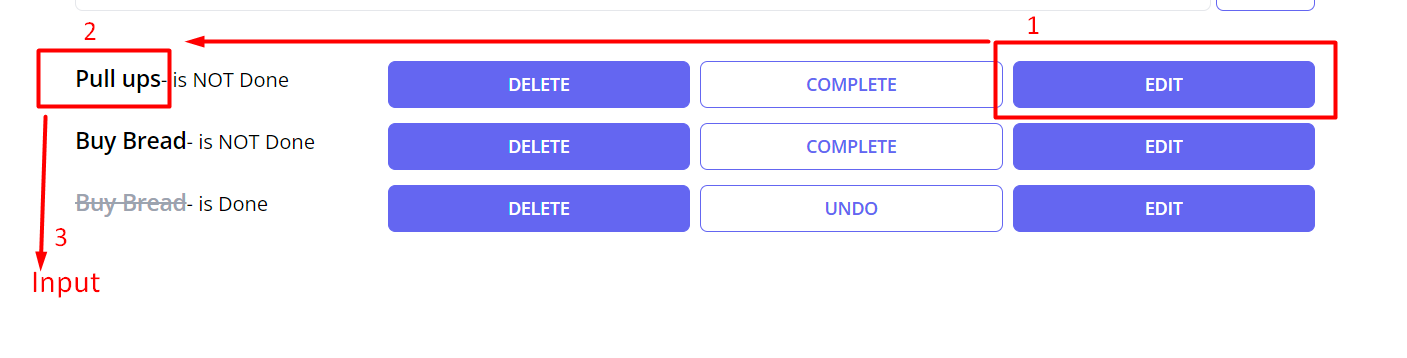 2
1
Pull ups- is NOT Done DELETE COMPLETE EDIT
Buy Bread- is NOT Done DELETE COMPLETE EDIT
Buy Bread- is Done DELETE UNDO EDIT
3
Input